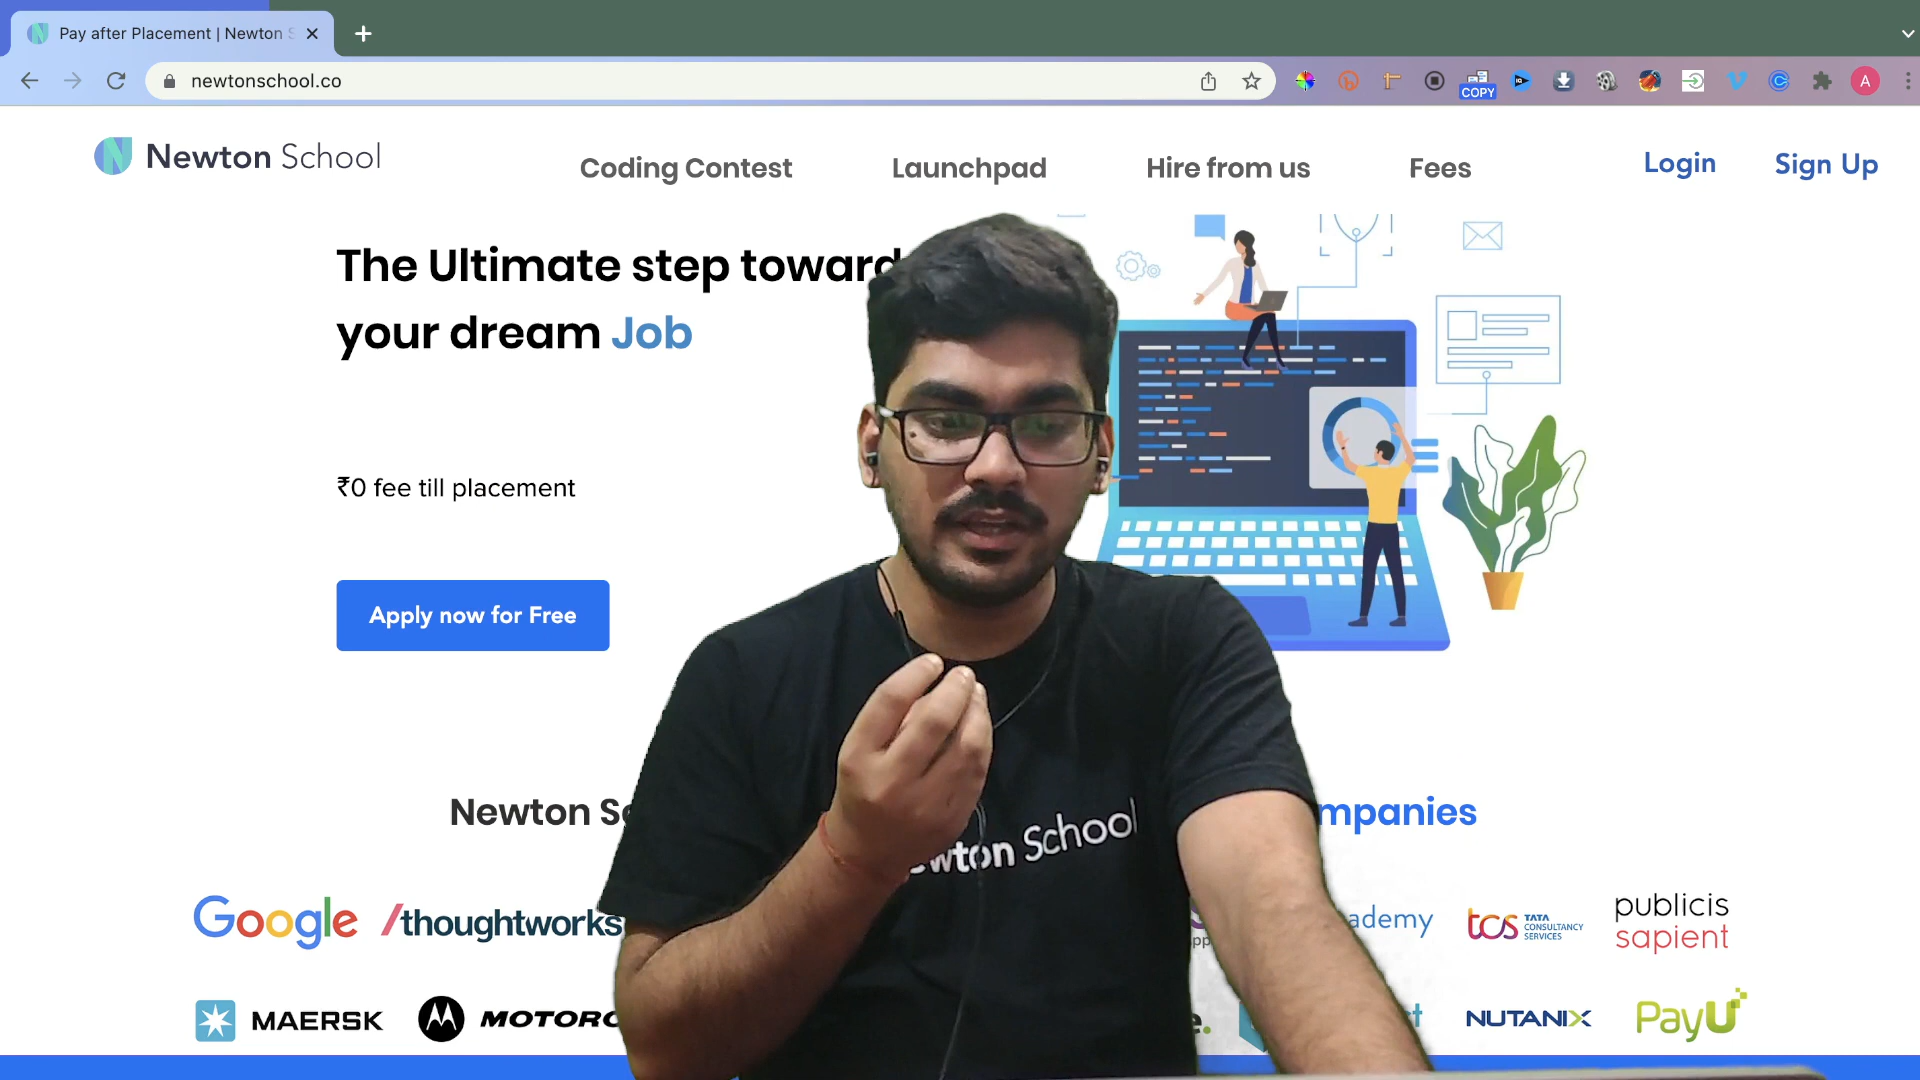 Pay after Placement | Newton S
newtonschool.co
COPY
A
Newton School
Coding Contest
Launchpad
Hire from us
Fees
Login
Sign Up
The Ultimate step toward
your dream Job
₹0 fee till placement
Apply now for Free
Newton Sc
mpanies
wton School
Google
/thoughtworks
pp
ademy
tcs TATA
CONSULTANCY
SERVICES
publicis
sapient
MAERSK
MOTORO
e.
t
NUTANIX
PayU